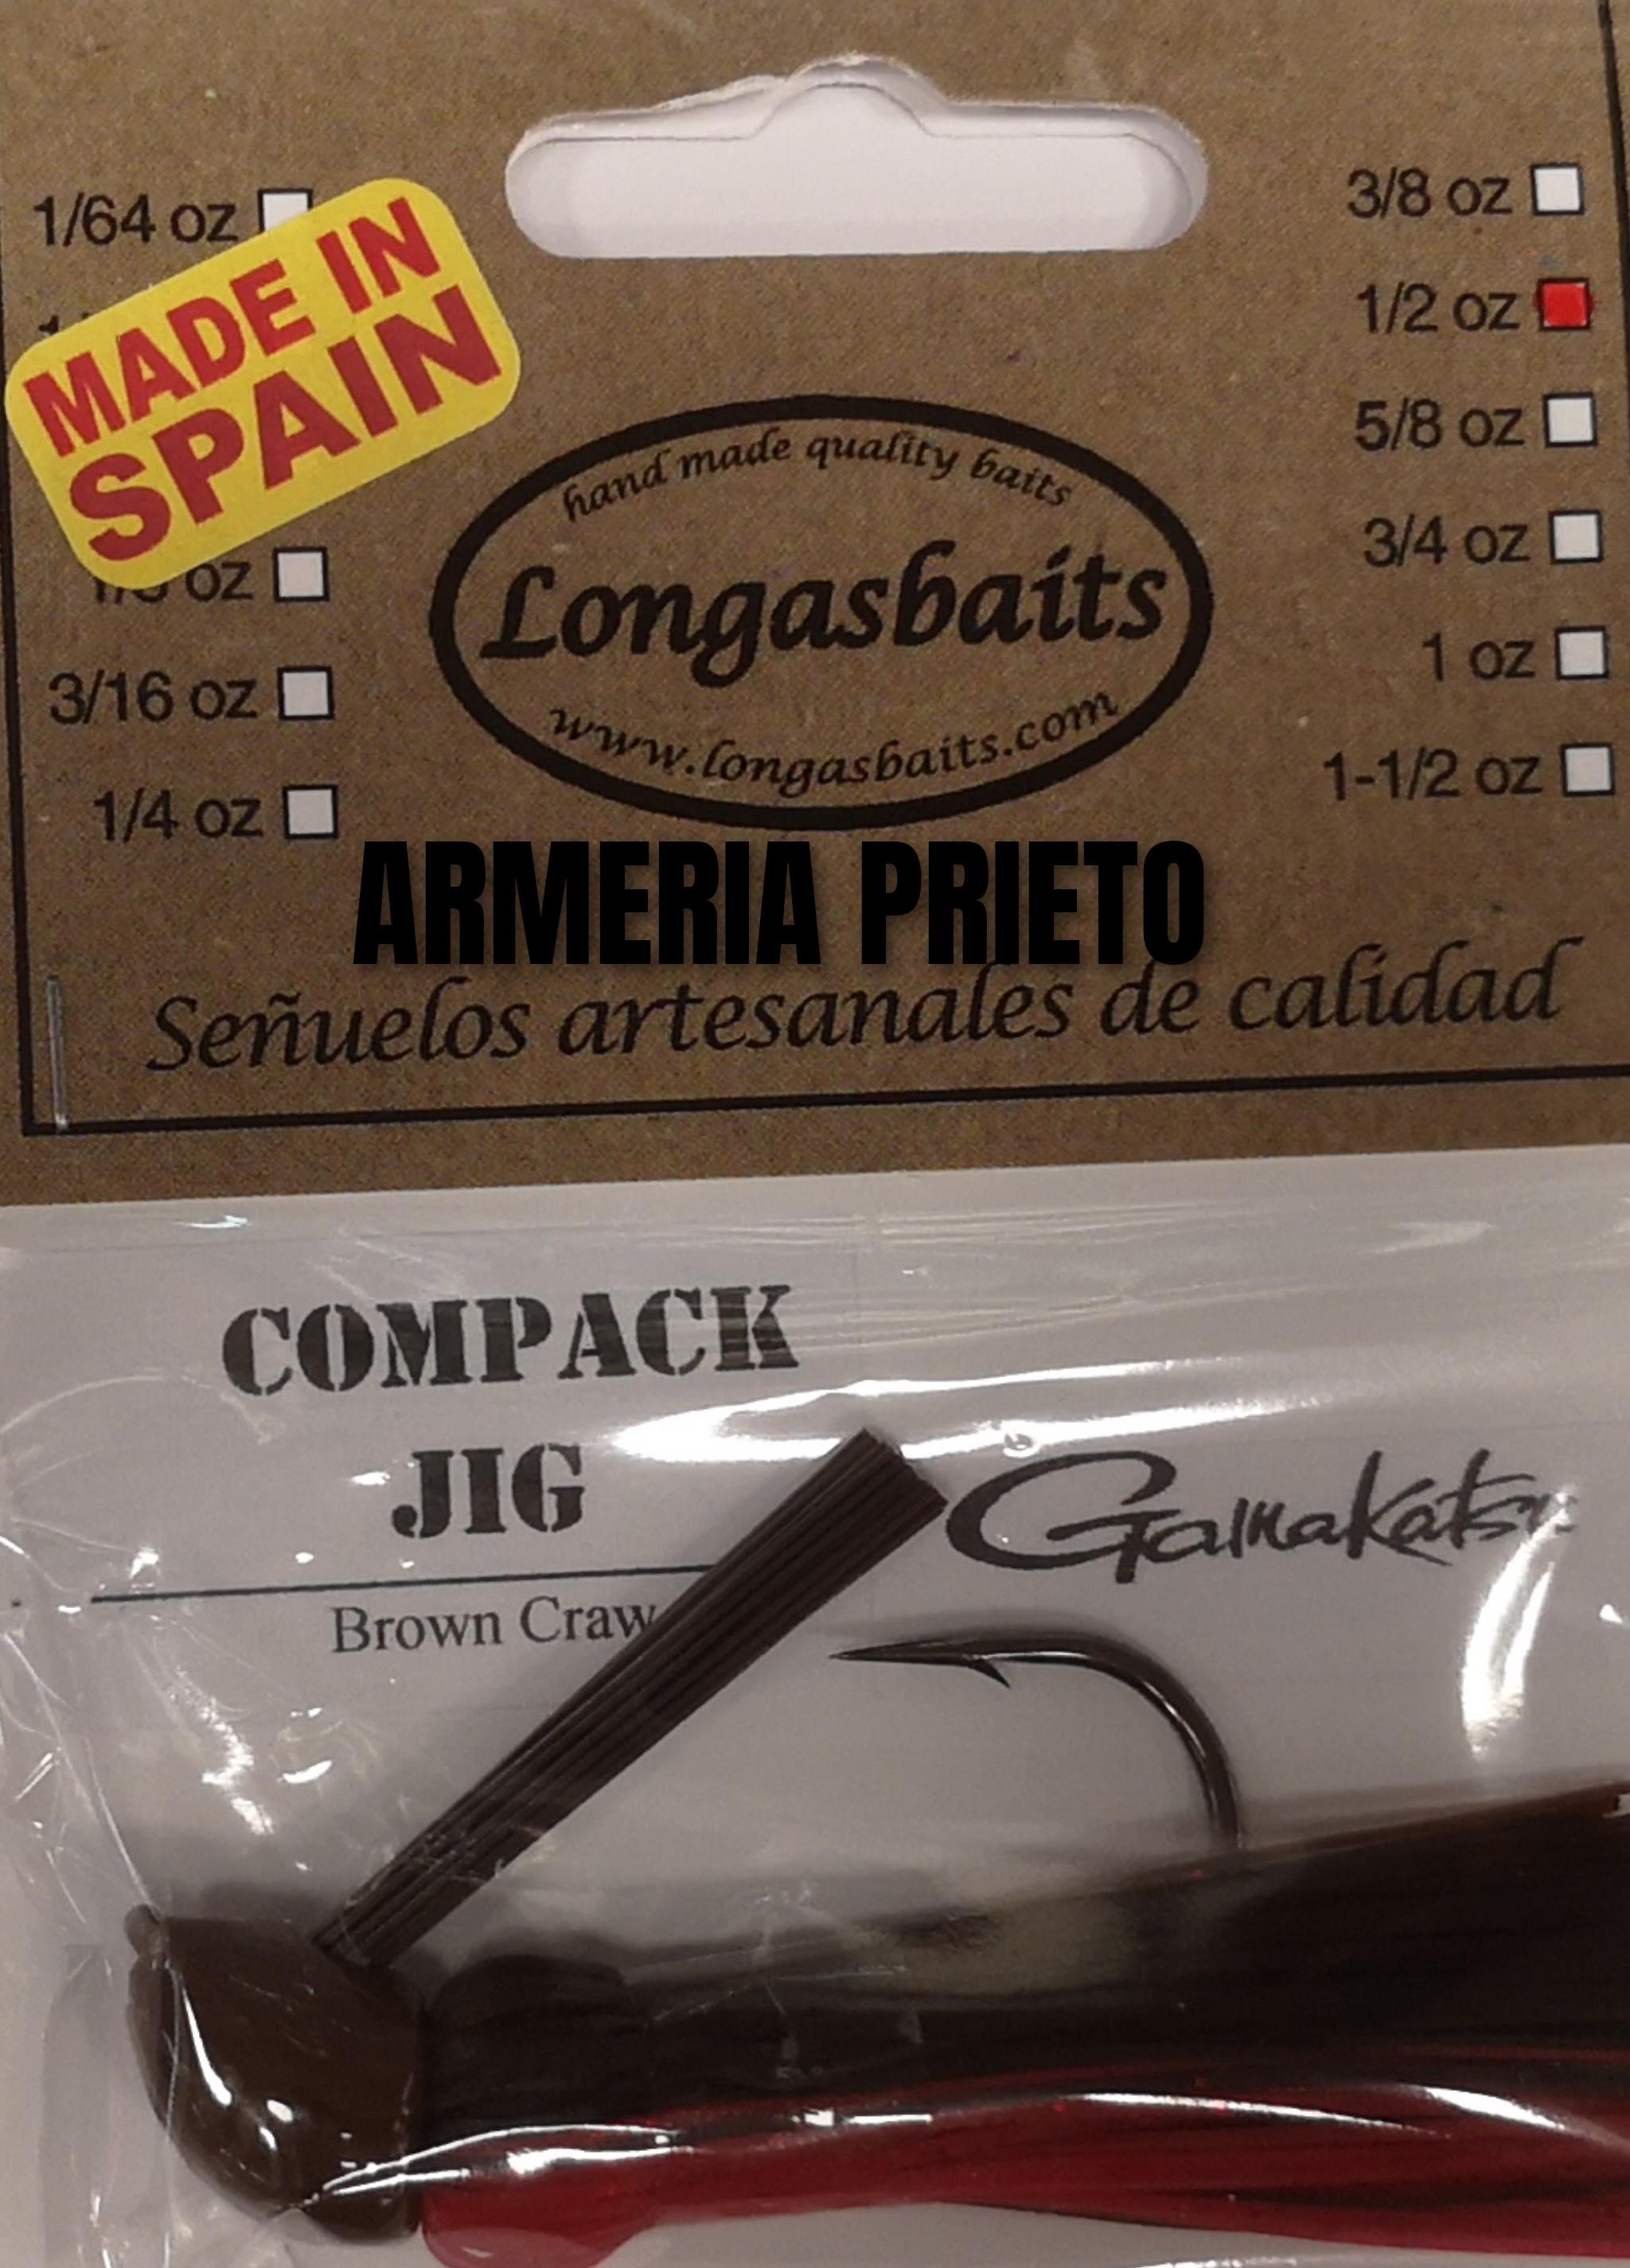 1/64 oz
MADE IN
SPAIN
oz
3/16 oz
1/4 oz
3/8 oz
1/2 oz
5/8 oz
3/4 oz
1 oz
1-1/2 oz
hand made quality baits
Longasbaits
www.longasbaits.com
ARMERIA PRIETO
Señuelos artesanales de calidad
COMPACK
JIG
Brown Craw
Gamakatsu